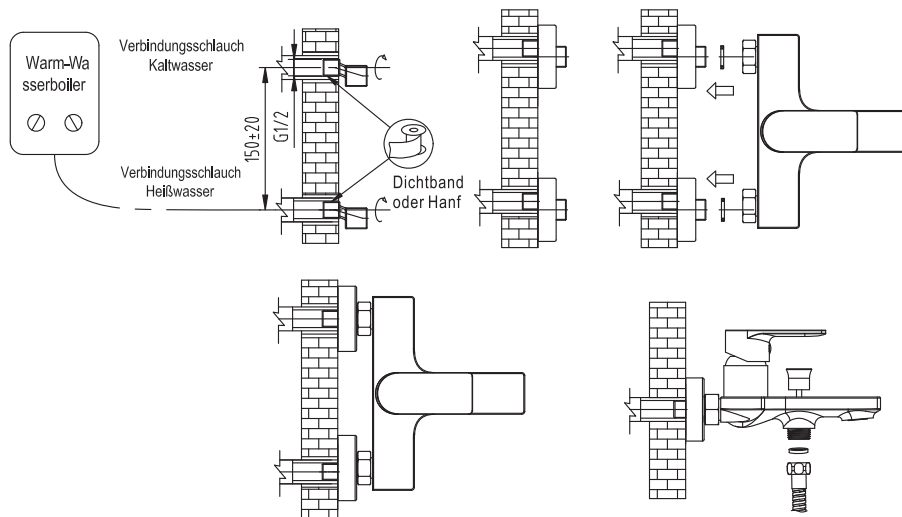 Warm-Wa
sserboiler
Verbindungsschlauch
Kaltwasser
150±20
G1/2
Verbindungsschlauch
Heißwasser
Dichtband
oder Hanf